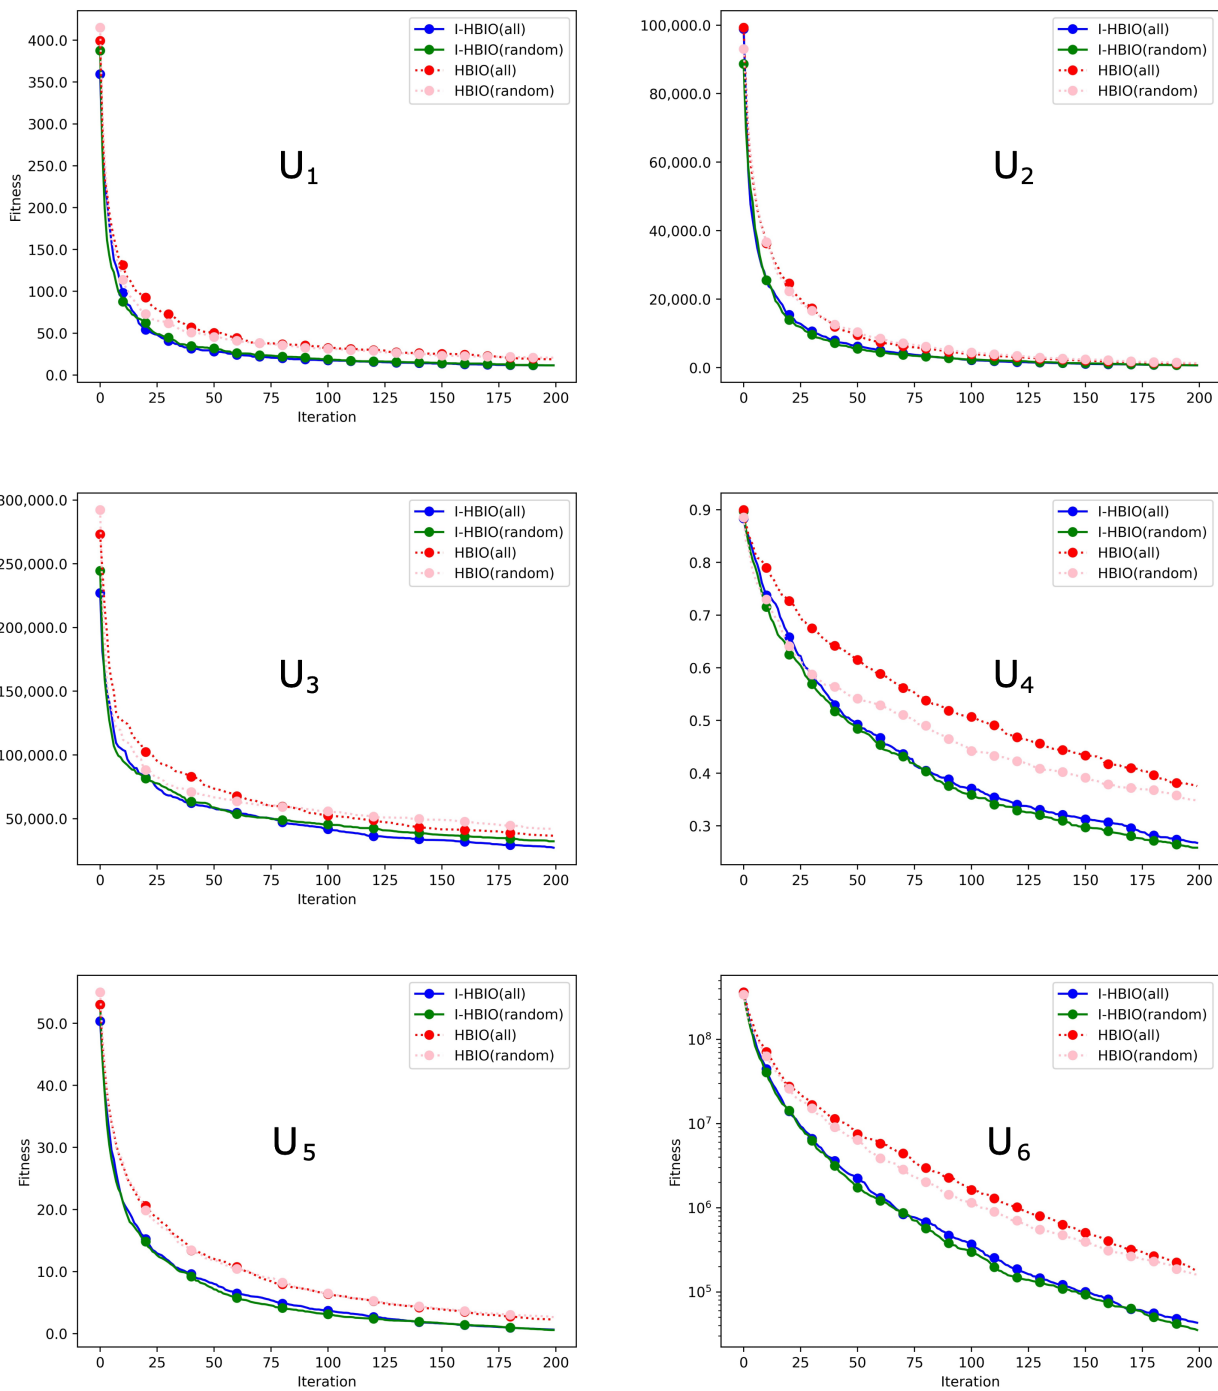 400.0
350.0
300.0
250.0
200.0
150.0
100.0
50.0
0.0
Fitness
I-HBIO(all)
I-HBIO(random)
HBIO(all)
HBIO(random)
U1
0 25 50 75 100 125 150 175 200
Iteration
100,000.0
80,000.0
60,000.0
40,000.0
20,000.0
0.0
I-HBIO(all)
I-HBIO(random)
HBIO(all)
HBIO(random)
U2
0 25 50 75 100 125 150 175 200
300,000.0
250,000.0
200,000.0
150,000.0
100,000.0
50,000.0
I-HBIO(all)
I-HBIO(random)
HBIO(all)
HBIO(random)
U3
0 25 50 75 100 125 150 175 200
Iteration
0.9
0.8
0.7
0.6
0.5
0.4
0.3
I-HBIO(all)
I-HBIO(random)
HBIO(all)
HBIO(random)
U4
0 25 50 75 100 125 150 175 200
50.0
40.0
30.0
20.0
10.0
0.0
I-HBIO(all)
I-HBIO(random)
HBIO(all)
HBIO(random)
U5
0 25 50 75 100 125 150 175 200
Iteration
10^8
10^7
10^6
10^5
Fitness
I-HBIO(all)
I-HBIO(random)
HBIO(all)
HBIO(random)
U6
0 25 50 75 100 125 150 175 200
Iteration